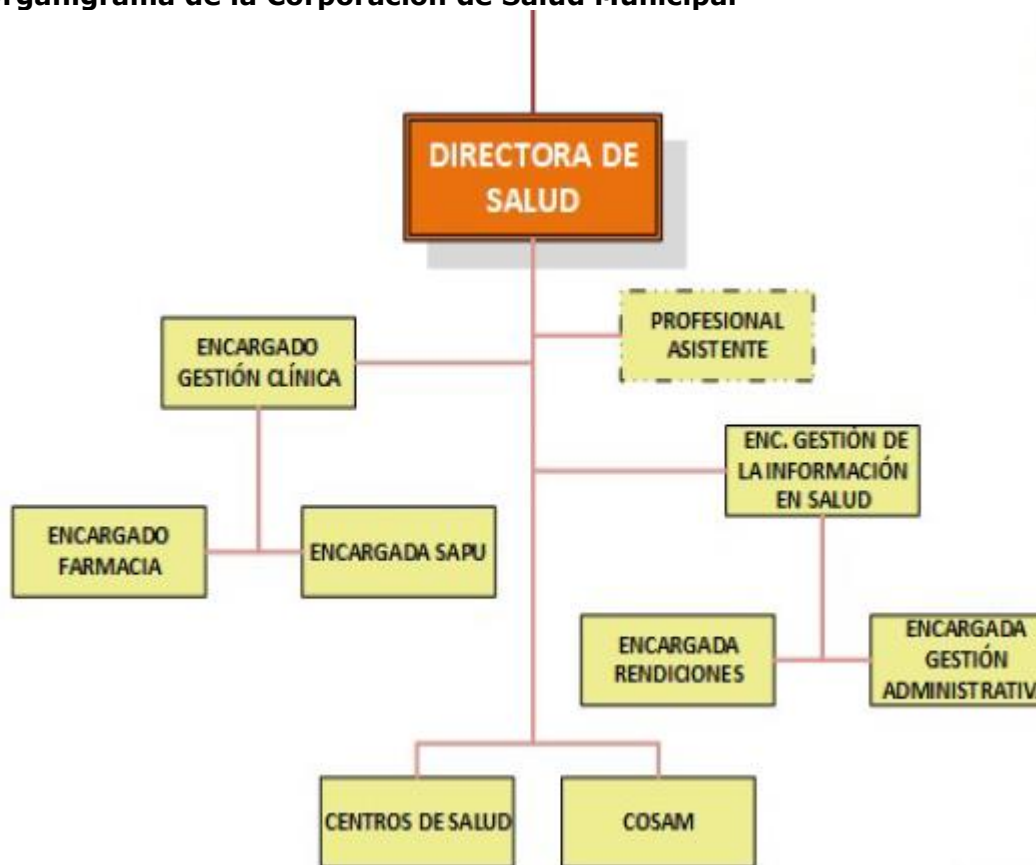 rganigrama de la Corporación de Salud Municipal
DIRECTORA DE
SALUD
PROFESIONAL
ASISTENTE
ENCARGADO
GESTIÓN CLÍNICA
ENC. GESTIÓN DE
LA INFORMACIÓN
EN SALUD
ENCARGADO
FARMACIA
ENCARGADA SAPU
ENCARGADA
RENDICIONES
ENCARGADA
GESTIÓN
ADMINISTRATIV
CENTROS DE SALUD
COSAM